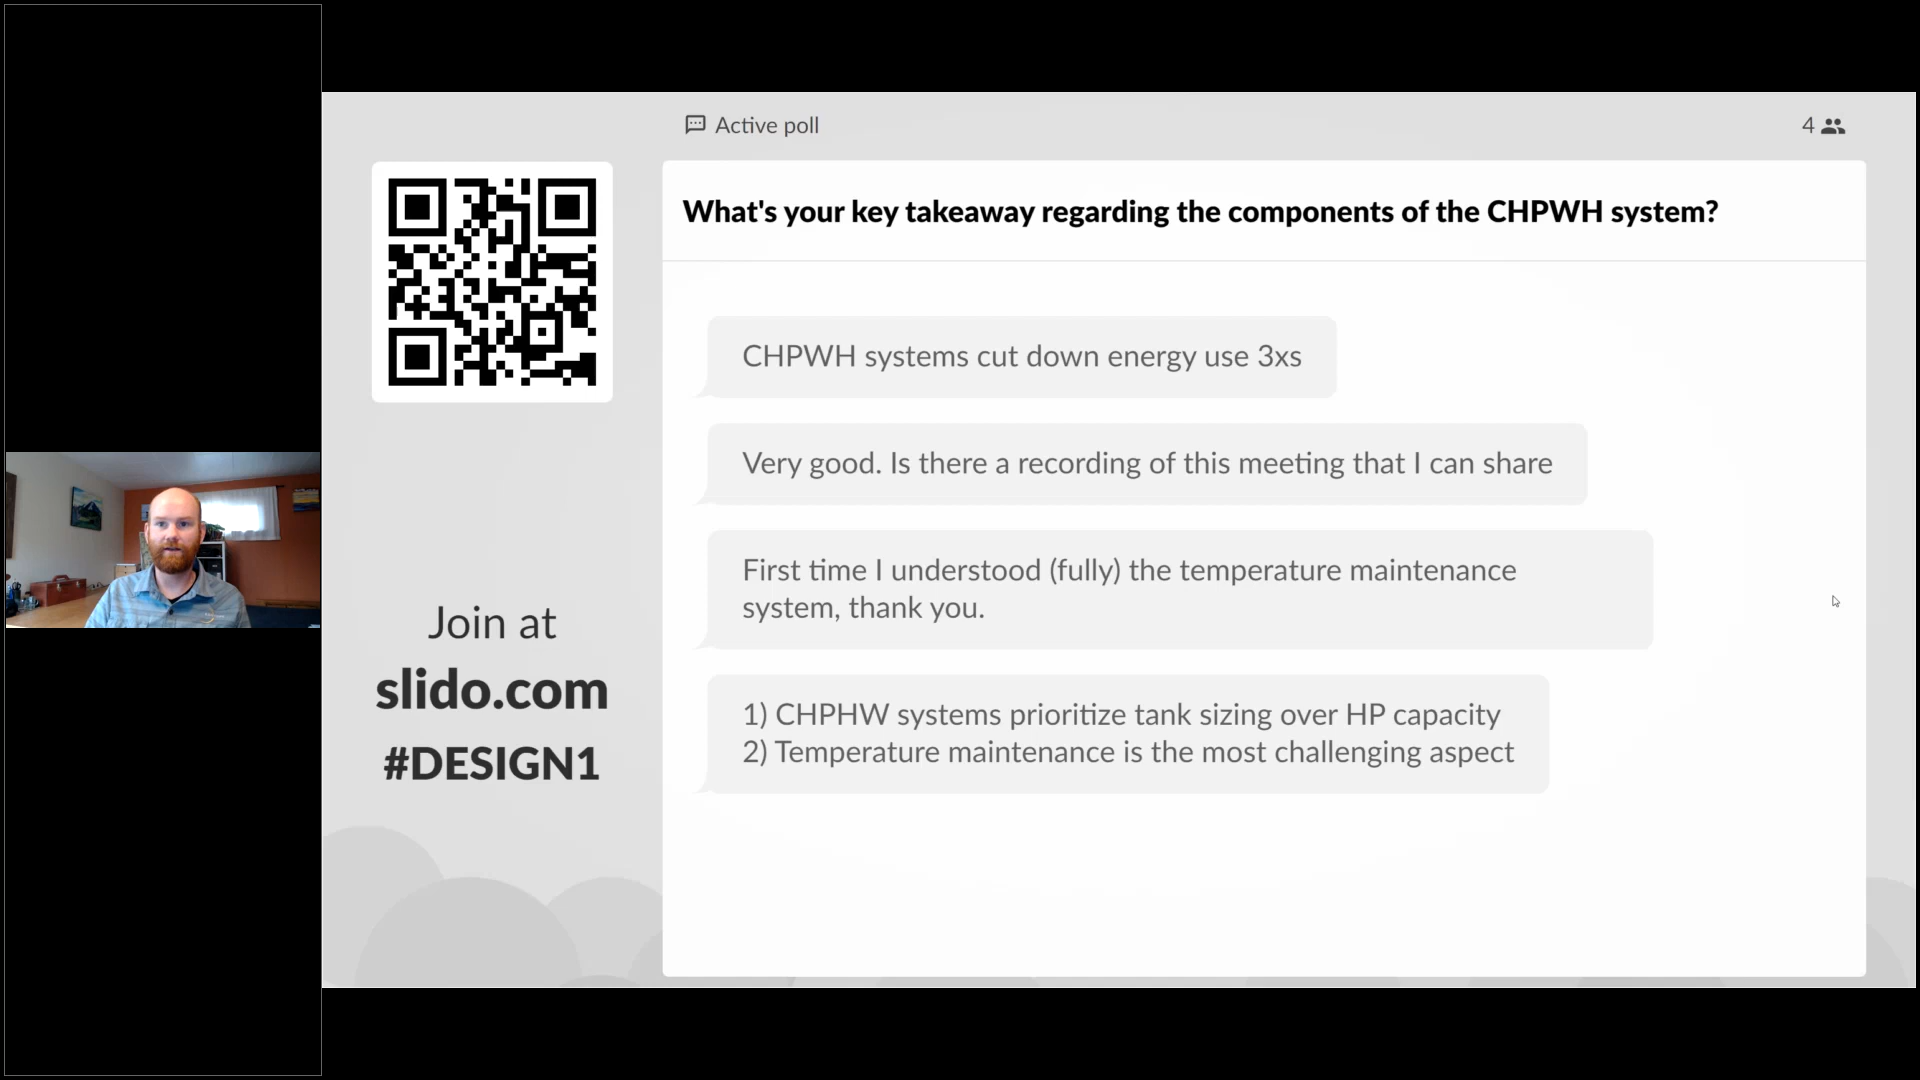 Active poll
4
What's your key takeaway regarding the components of the CHPWH system?
CHPWH systems cut down energy use 3xs
Very good. Is there a recording of this meeting that I can share
First time I understood (fully) the temperature maintenance
system, thank you.
1) CHPHW systems prioritize tank sizing over HP capacity
2) Temperature maintenance is the most challenging aspect
Join at
slido.com
#DESIGN1